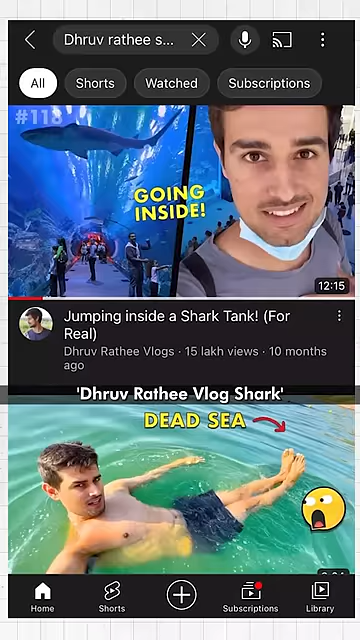 Dhruv rathee s...
All
Shorts
Watched
Subscriptions
#118
GOING
INSIDE!
12:15
Jumping inside a Shark Tank! (For
Real)
Dhruv Rathee Vlogs · 15 lakh views · 10 months
ago
'Dhruv Rathee Vlog Shark'
DEAD SEA
Home
Shorts
Subscriptions
Library